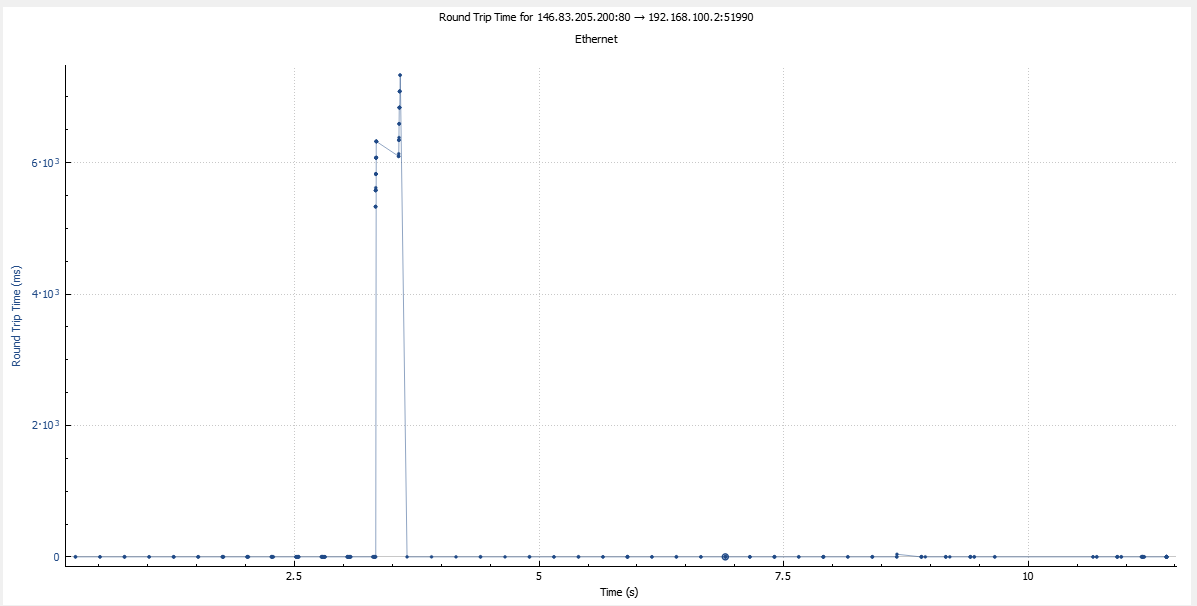 Round Trip Time for 146.83.205.200:80 → 192.168.100.2:51990
Ethernet
Round Trip Time (ms)
6·10³
4·10³
2·10³
0
2.5
5
7.5
10
Time (s)